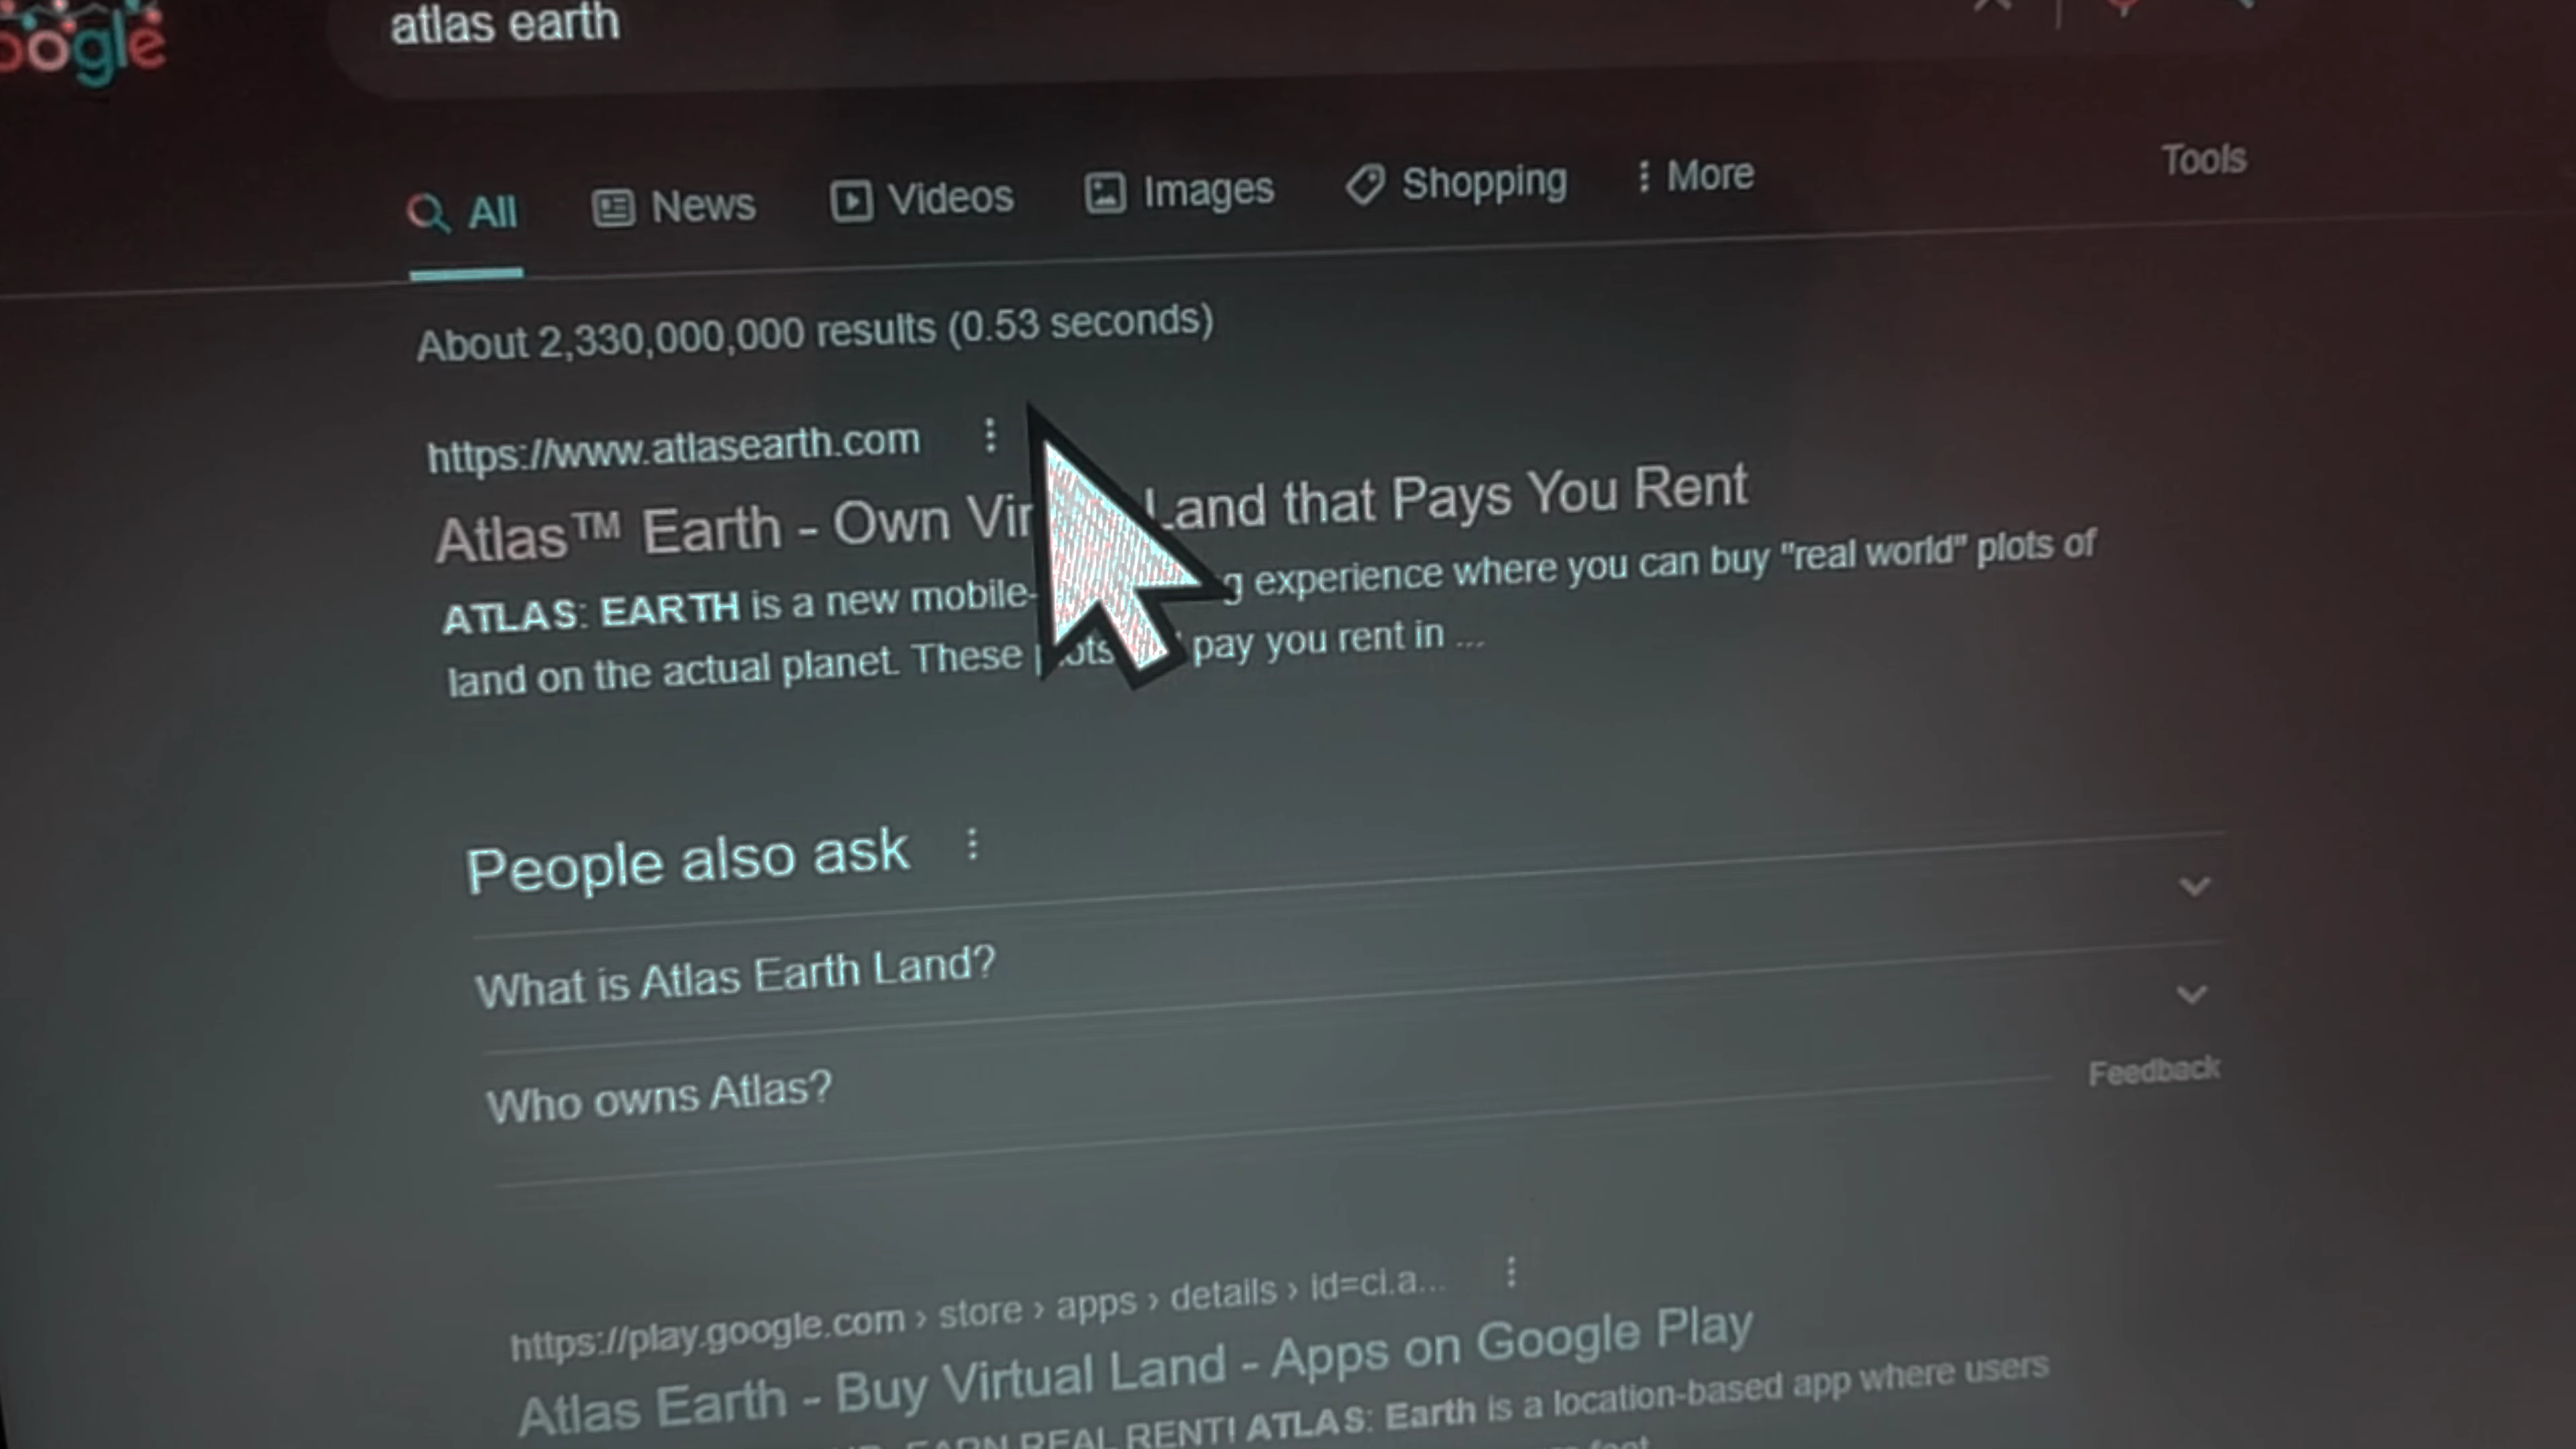 oogle
atlas earth
All News Videos Images Shopping More Tools
About 2,330,000,000 results (0.53 seconds)
https://www.atlasearth.com
Atlas™ Earth - Own Land that Pays You Rent
ATLAS: EARTH is a new experience where you can buy "real world" plots of
land on the actual planet. These pay you rent in ...
People also ask
What is Atlas Earth Land?
Who owns Atlas?
Feedback
https://play.google.com › store › apps › details › id=ci.a...
Atlas Earth - Buy Virtual Land - Apps on Google Play
EARN REAL RENT! ATLAS: Earth is a location-based app where users